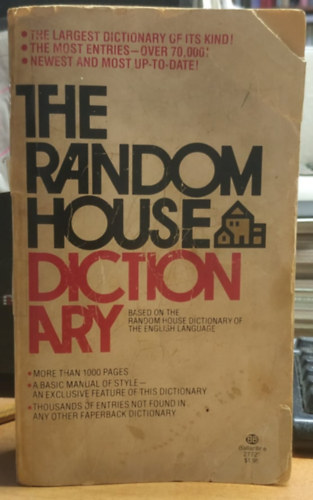 • THE LARGEST DICTIONARY OF ITS KIND!
• THE MOST ENTRIES—OVER 70,000!
• NEWEST AND MOST UP-TO-DATE!
THE
RANDOM
HOUSE
DICTION
ARY
BASED ON THE
RANDOM HOUSE DICTIONARY OF
THE ENGLISH LANGUAGE
• MORE THAN 1000 PAGES
• A BASIC MANUAL OF STYLE—
AN EXCLUSIVE FEATURE OF THIS DICTIONARY
• THOUSANDS OF ENTRIES NOT FOUND IN
ANY OTHER PAPERBACK DICTIONARY